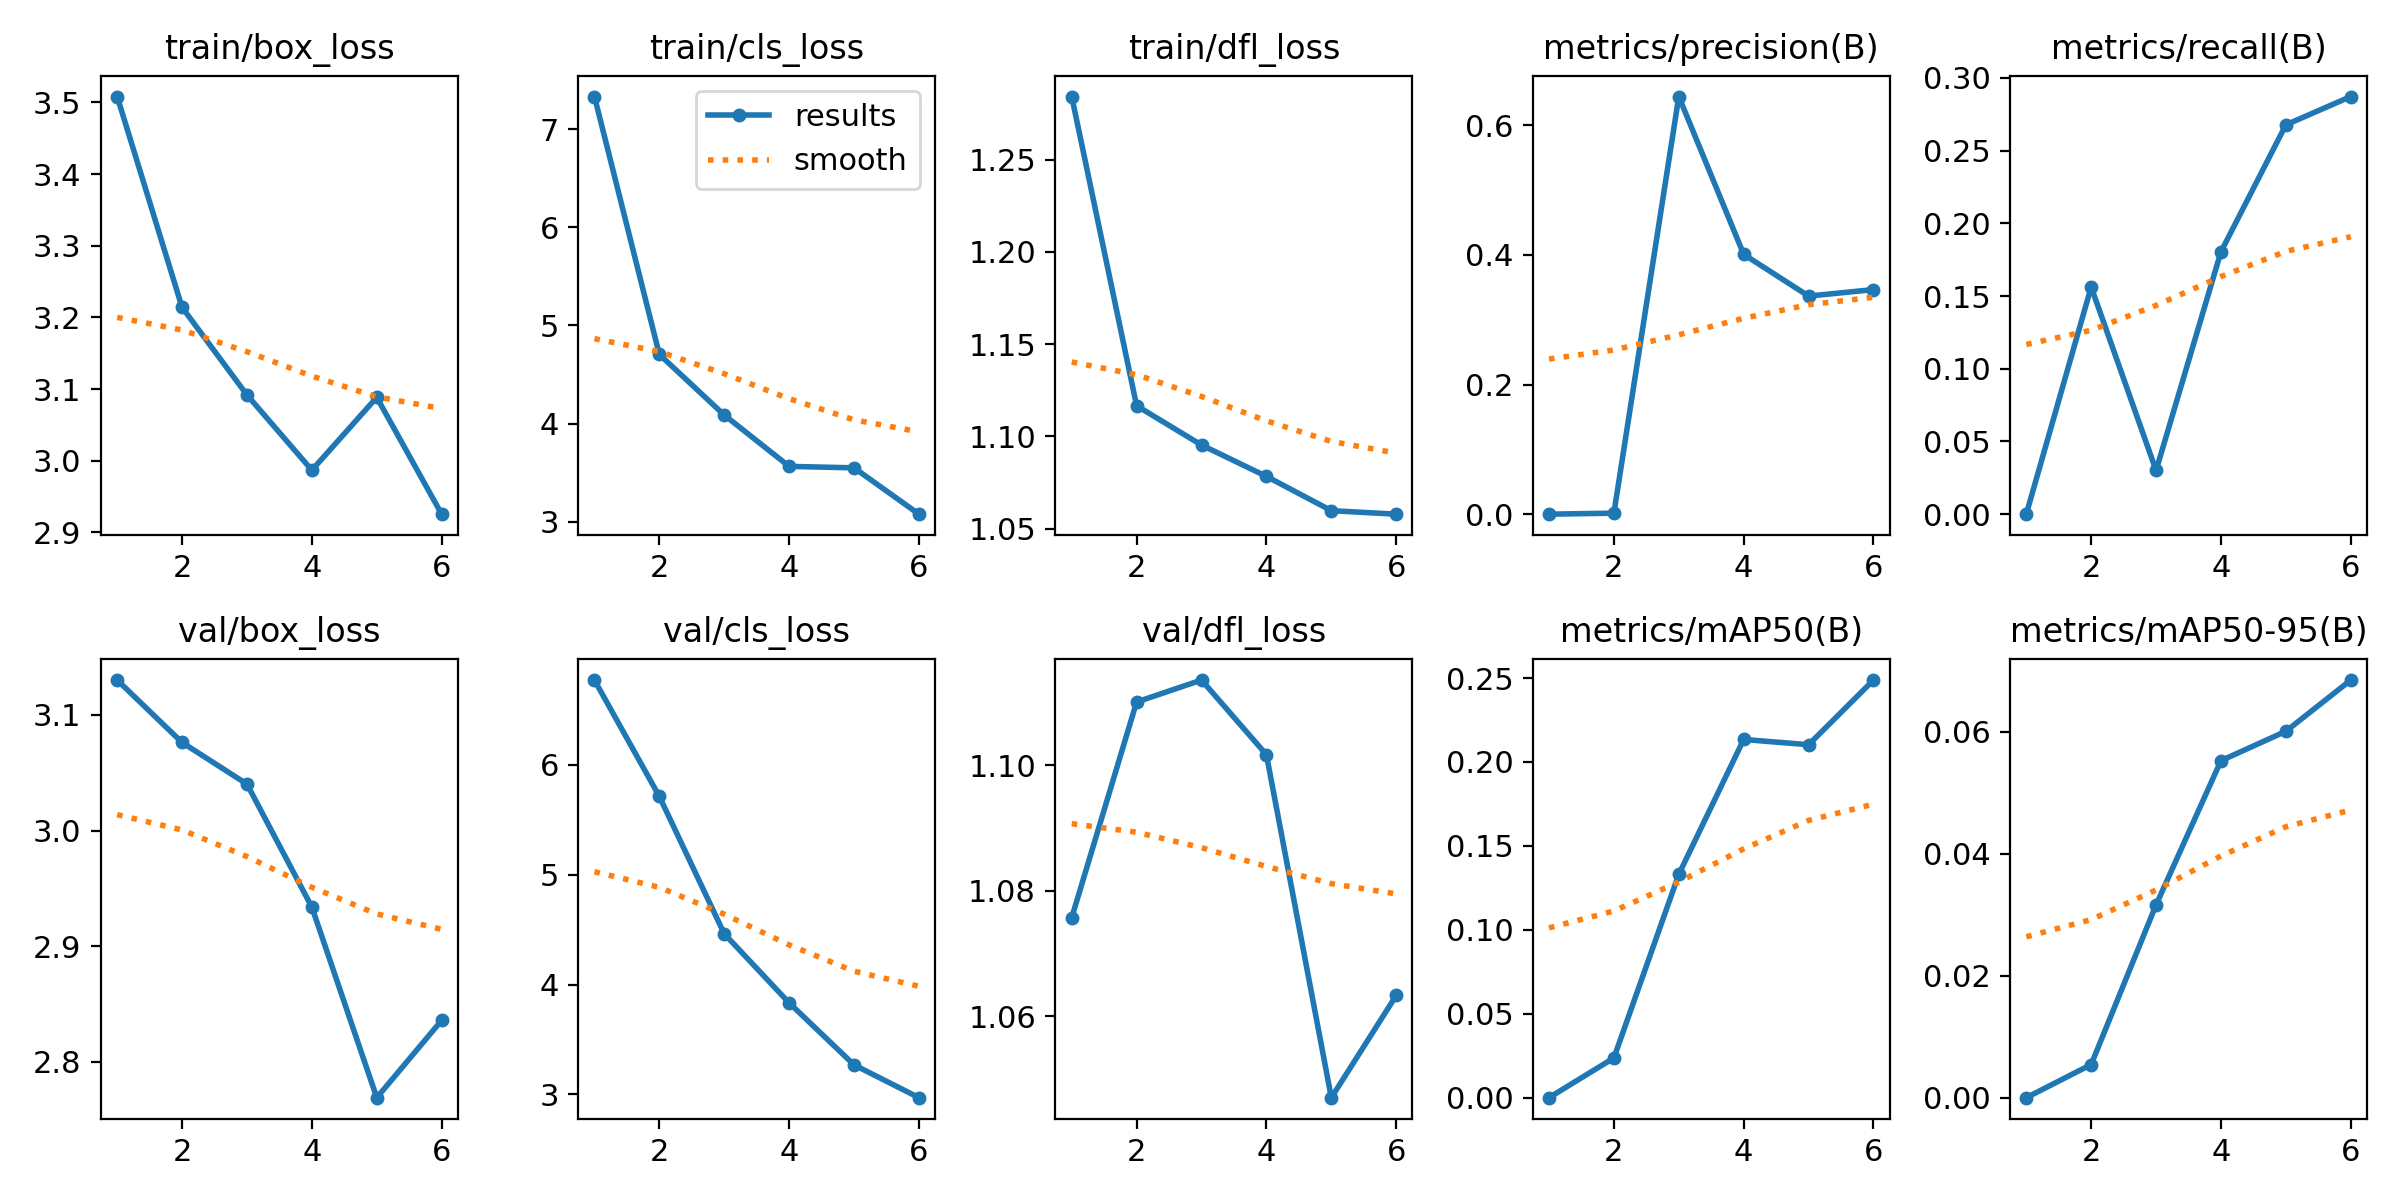 train/box_loss
3.5
3.4
3.3
3.2
3.1
3.0
2.9
2 4 6
train/cls_loss
results
smooth
7
6
5
4
3
2 4 6
train/dfl_loss
1.25
1.20
1.15
1.10
1.05
2 4 6
metrics/precision(B)
0.6
0.4
0.2
0.0
2 4 6
metrics/recall(B)
0.30
0.25
0.20
0.15
0.10
0.05
0.00
2 4 6
val/box_loss
3.1
3.0
2.9
2.8
2 4 6
val/cls_loss
6
5
4
3
2 4 6
val/dfl_loss
1.10
1.08
1.06
2 4 6
metrics/mAP50(B)
0.25
0.20
0.15
0.10
0.05
0.00
2 4 6
metrics/mAP50-95(B)
0.06
0.04
0.02
0.00
2 4 6